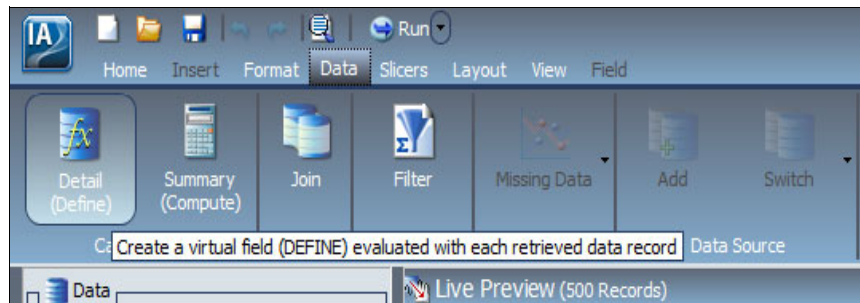 IA
Run
Home Insert Format Data Slicers Layout View Field
fx
Σ
Detail (Define)
Summary (Compute)
Join
Filter
Missing Data
Add
Switch
Ca
Data Source
Create a virtual field (DEFINE) evaluated with each retrieved data record
Data
Live Preview (500 Records)